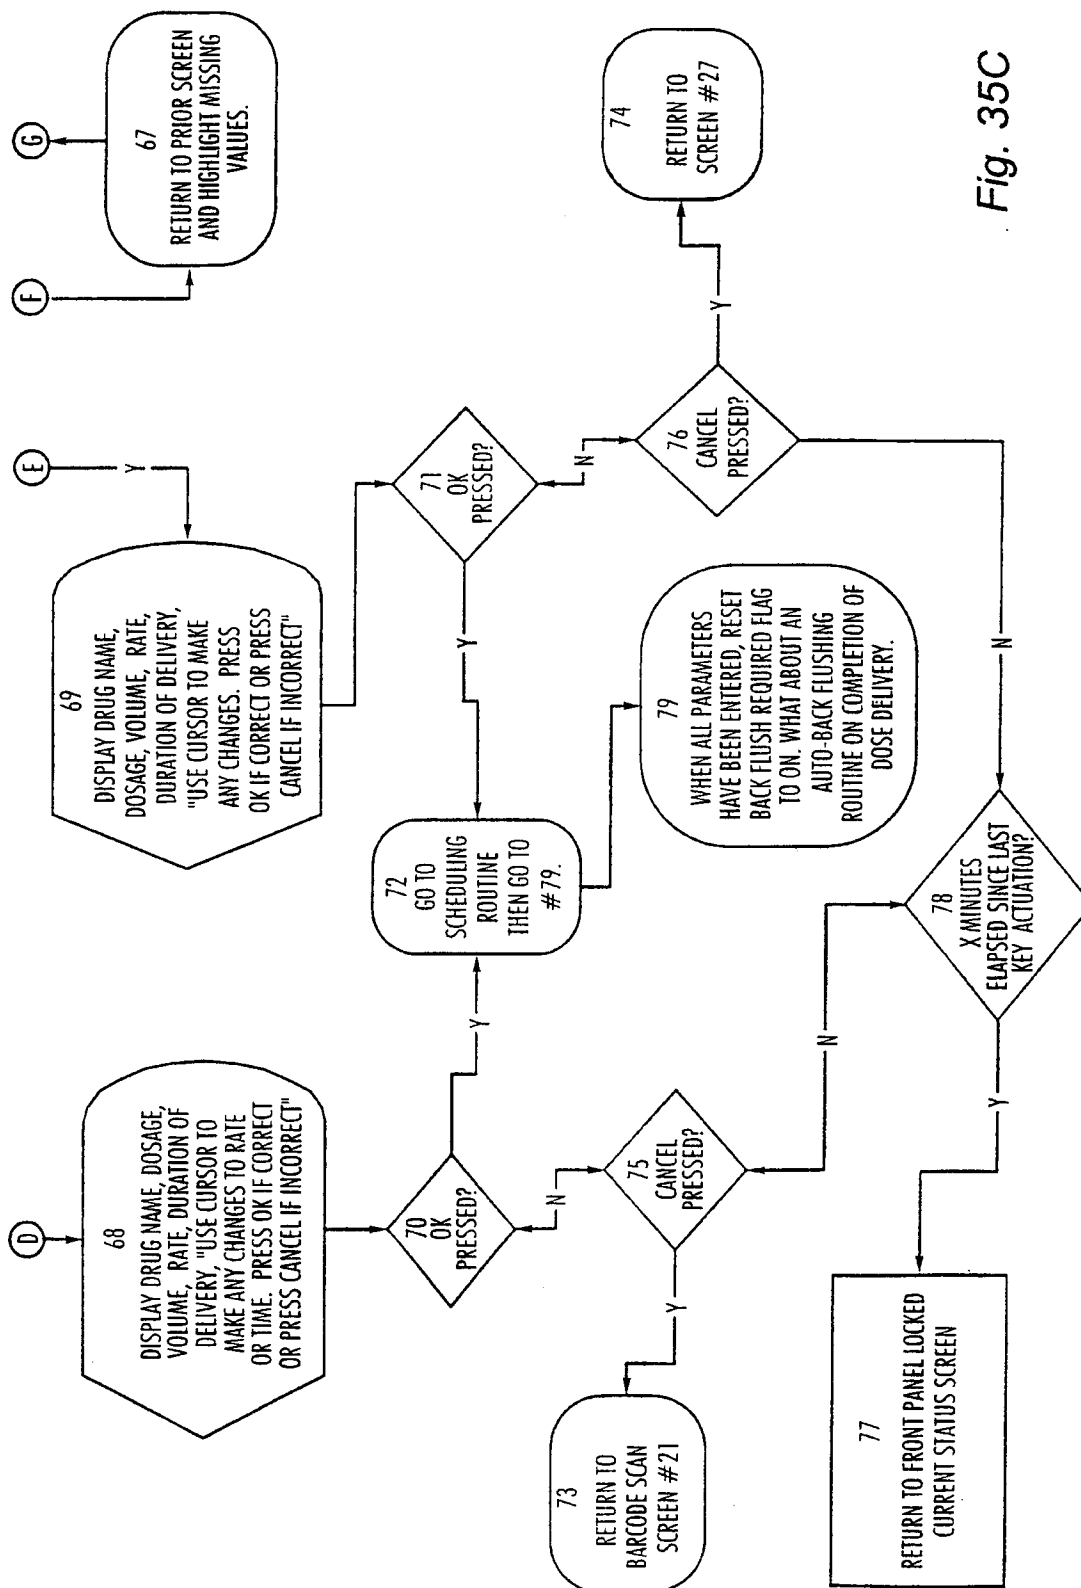 D
68
DISPLAY DRUG NAME, DOSAGE,
VOLUME, RATE, DURATION OF
DELIVERY, "USE CURSOR TO
MAKE ANY CHANGES TO RATE
OR TIME. PRESS OK IF CORRECT
OR PRESS CANCEL IF INCORRECT"
E
Y
69
DISPLAY DRUG NAME,
DOSAGE, VOLUME, RATE,
DURATION OF DELIVERY,
"USE CURSOR TO MAKE
ANY CHANGES. PRESS
OK IF CORRECT OR PRESS
CANCEL IF INCORRECT"
F
G
67
RETURN TO PRIOR SCREEN
AND HIGHLIGHT MISSING
VALUES.
70
OK
PRESSED?
Y
N
72
GO TO
SCHEDULING
ROUTINE
THEN GO TO
#79.
Y
71
OK
PRESSED?
N
73
RETURN TO
BARCODE SCAN
SCREEN #21
Y
75
CANCEL
PRESSED?
N
79
WHEN ALL PARAMETERS
HAVE BEEN ENTERED, RESET
BACK FLUSH REQUIRED FLAG
TO ON. WHAT ABOUT AN
AUTO-BACK FLUSHING
ROUTINE ON COMPLETION OF
DOSE DELIVERY.
76
CANCEL
PRESSED?
Y
N
74
RETURN TO
SCREEN #27
77
RETURN TO FRONT PANEL LOCKED
CURRENT STATUS SCREEN
Y
78
X MINUTES
ELAPSED SINCE LAST
KEY ACTUATION?
Fig. 35C